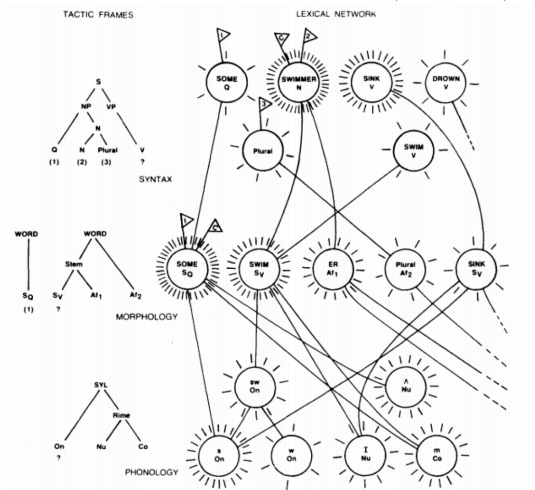 TACTIC FRAMES
LEXICAL NETWORK
1
C
2
SOME
Q
SWIMMER
N
SINK
V
DROWN
V
S
NP VP
N
Q N Plural V
(1) (2) (3) ?
SYNTAX
3
Plural
SWIM
V
WORD WORD
Stem
SQ SV Af1 Af2
(1) ?
MORPHOLOGY
1
C
SOME
SQ
SWIM
SV
ER
Af1
Plural
Af2
SINK
SV
SYL
Rime
On Nu Co
?
PHONOLOGY
sw
On
Λ
Nu
s
On
w
On
I
Nu
m
Co